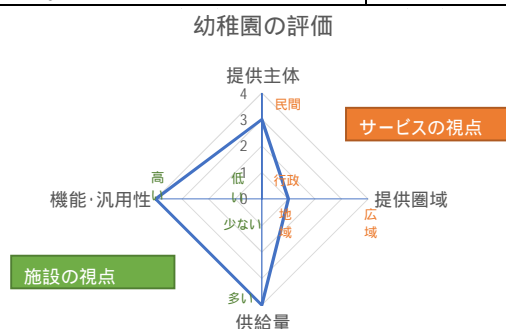 幼稚園の評価
提供主体
4
民間
3
サービスの視点
2
高い
低い
1
行政
機能・汎用性
0
提供圏域
地域
広域
少ない
施設の視点
多い
供給量